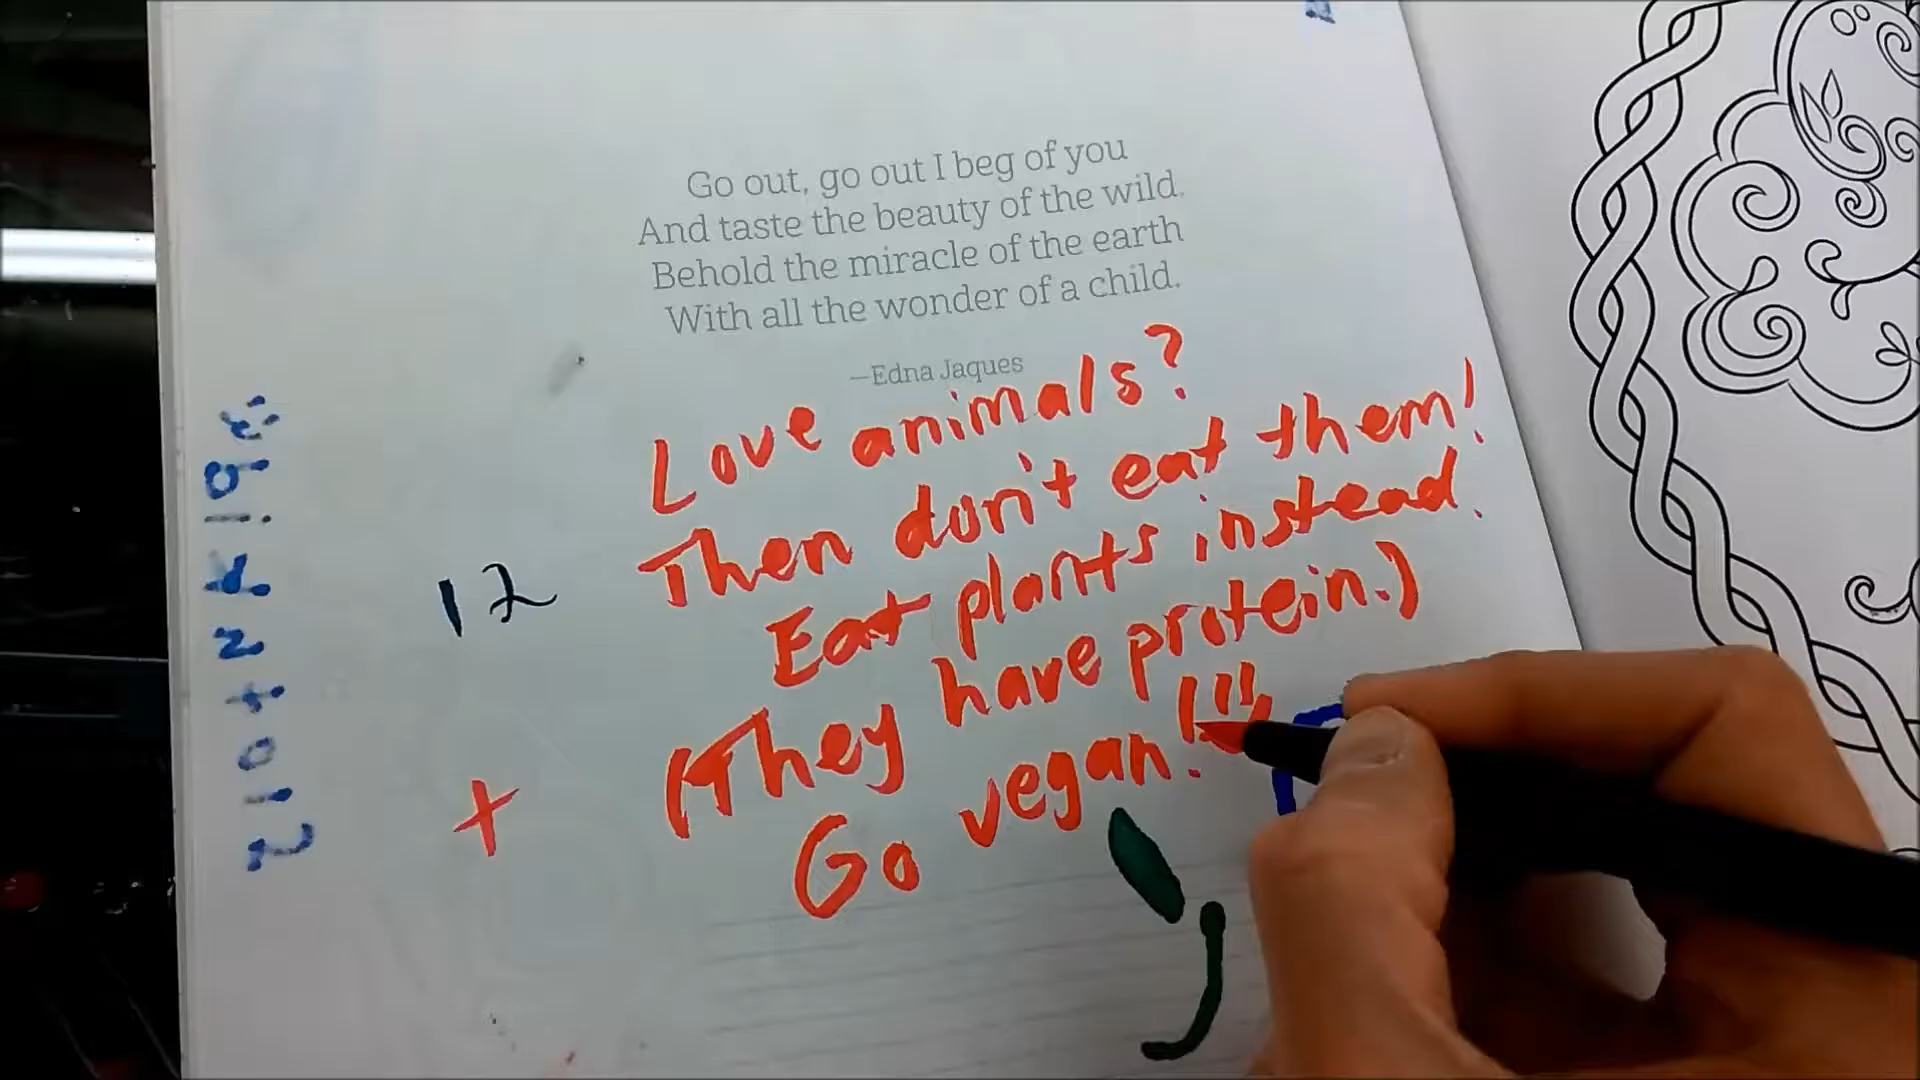 Go out, go out I beg of you
And taste the beauty of the wild.
Behold the miracle of the earth
With all the wonder of a child.
—Edna Jaques
Love animals?
Then don't eat them!
Eat plants instead.
(They have protein.)
Go vegan!!!!
12
+